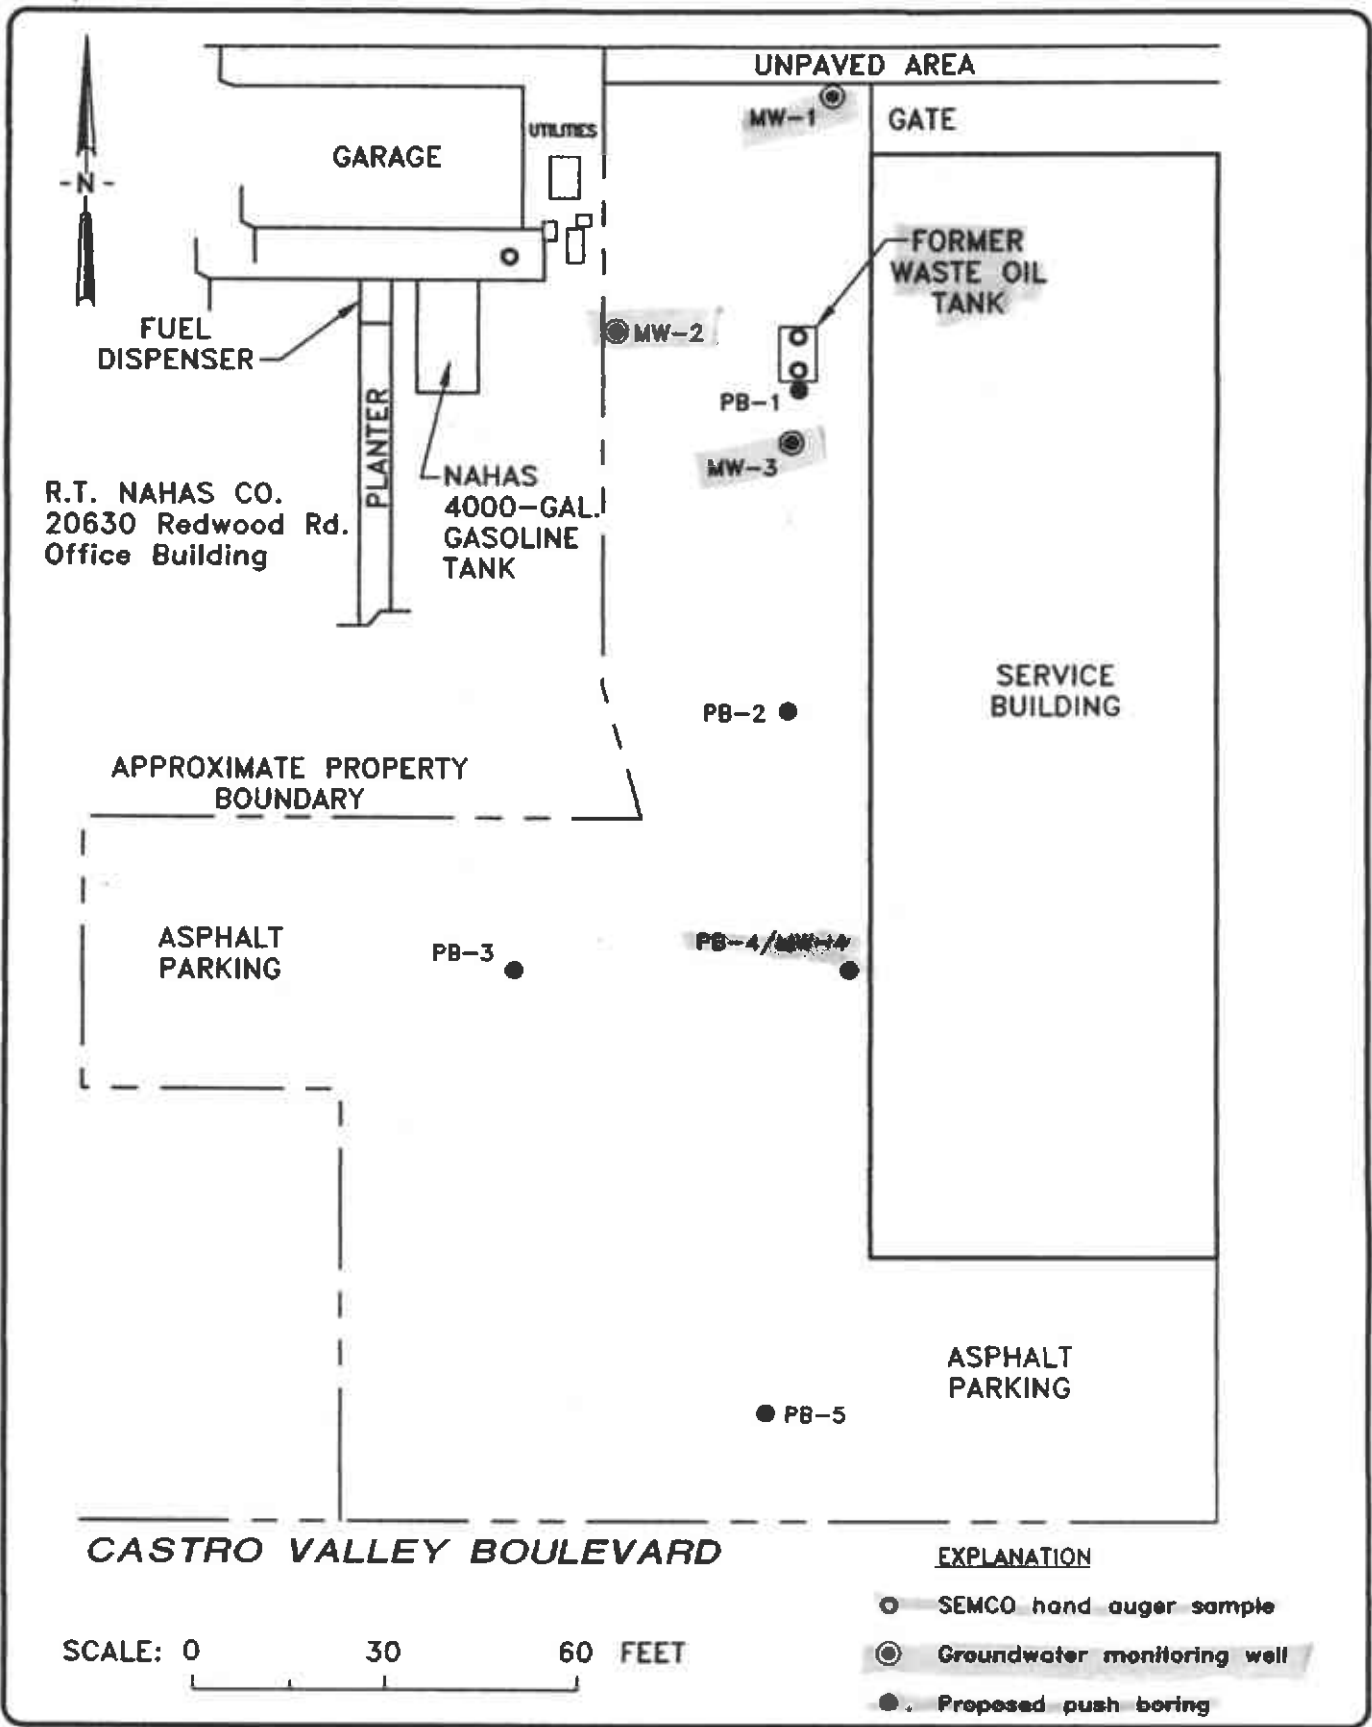 UNPAVED AREA
MW-1
GATE
UTILITIES
GARAGE
-N-
FORMER
WASTE OIL
TANK
FUEL
DISPENSER
MW-2
PB-1
MW-3
PLANTER
NAHAS
4000-GAL.
GASOLINE
TANK
R.T. NAHAS CO.
20630 Redwood Rd.
Office Building
SERVICE
BUILDING
PB-2
APPROXIMATE PROPERTY
BOUNDARY
ASPHALT
PARKING
PB-3
PB-4/MW-4
ASPHALT
PARKING
PB-5
CASTRO VALLEY BOULEVARD
EXPLANATION
SEMCO hand auger sample
Groundwater monitoring well
Proposed push boring
SCALE: 0 30 60 FEET